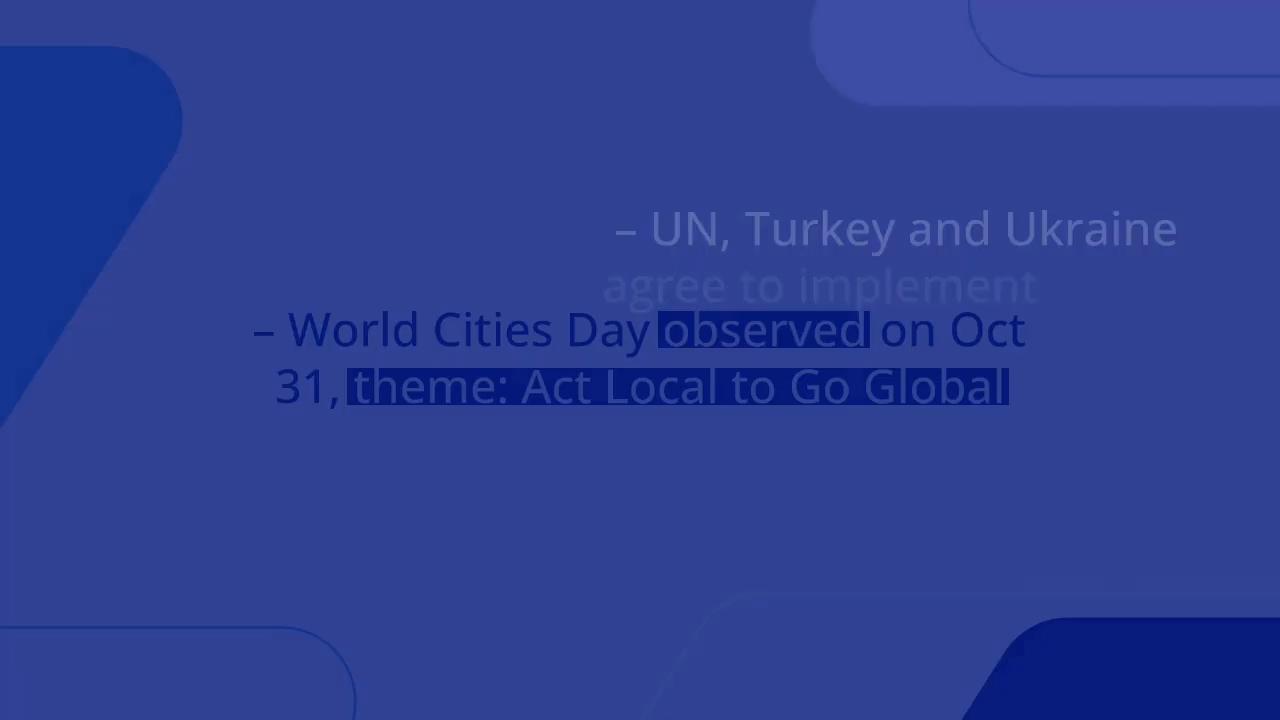 – UN, Turkey and Ukraine
agree to implement
– World Cities Day observed on Oct
31, theme: Act Local to Go Global